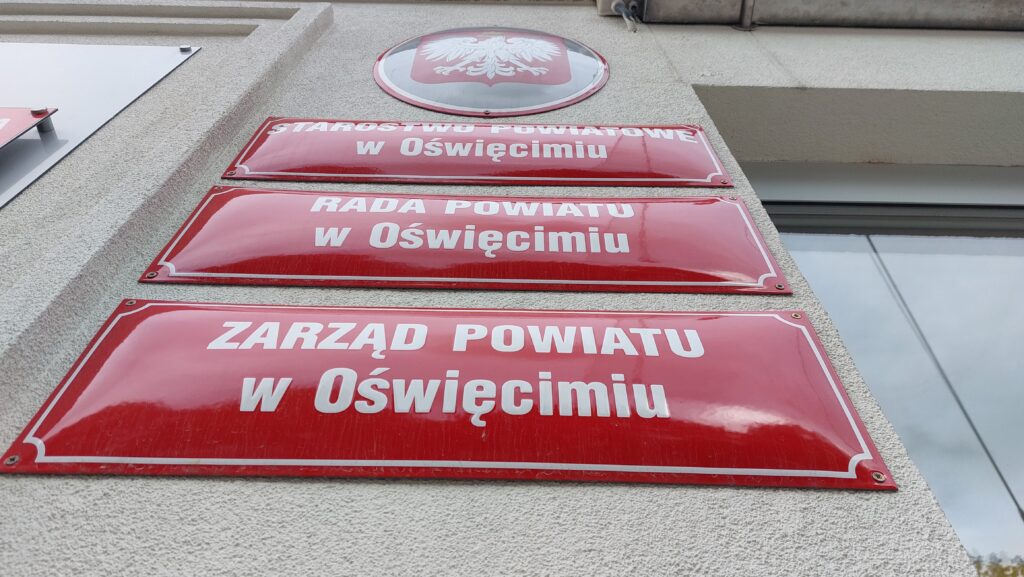 STAROSTWO POWIATOWE
w Oświęcimiu
RADA POWIATU
w Oświęcimiu
ZARZĄD POWIATU
w Oświęcimiu